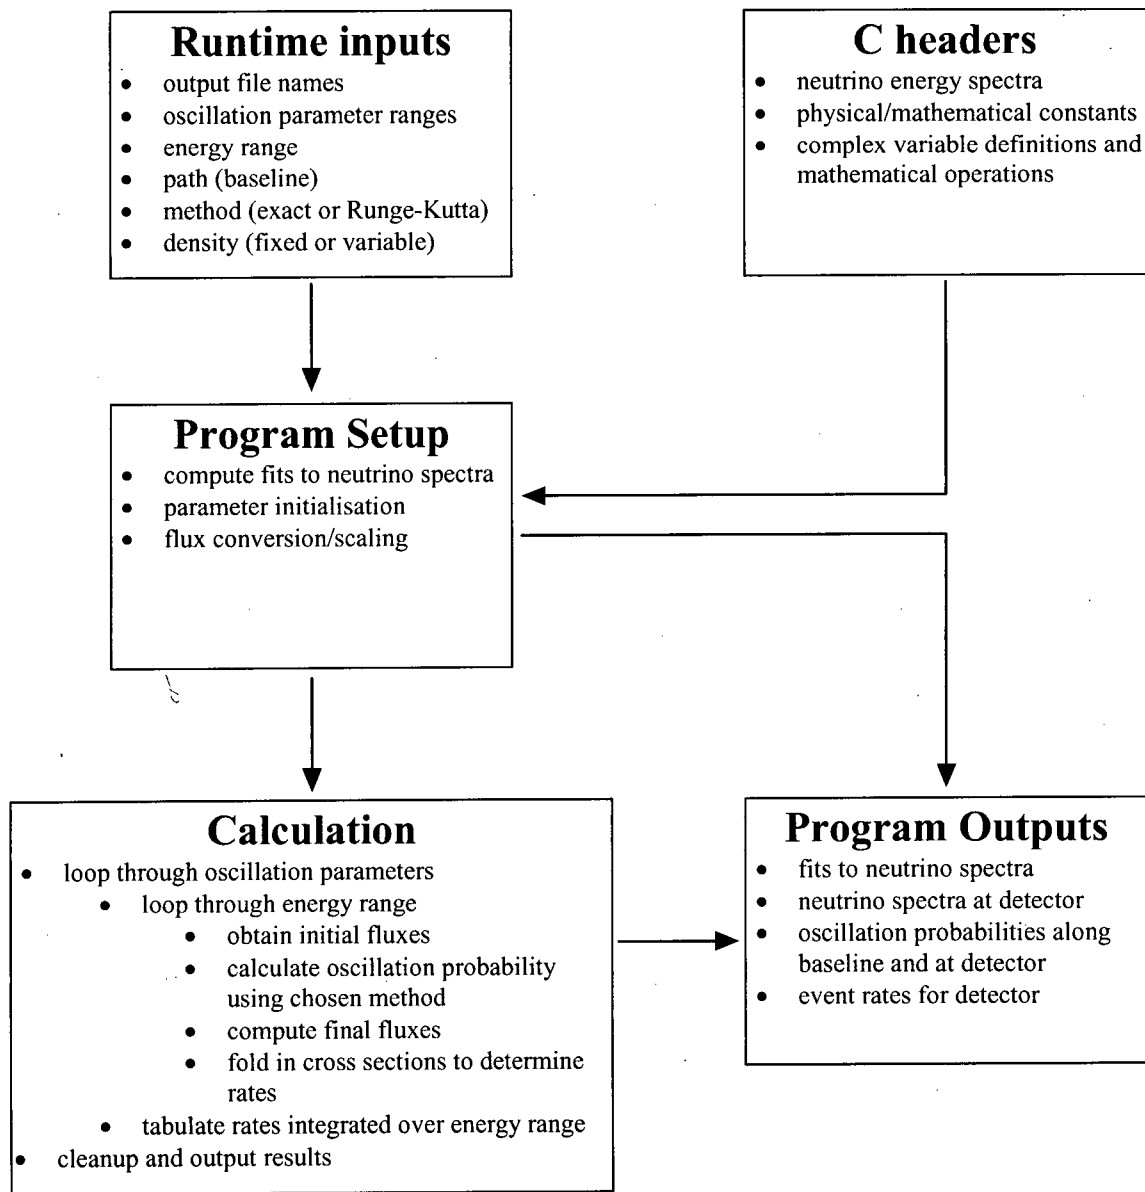 Runtime inputs
• output file names
• oscillation parameter ranges
• energy range
• path (baseline)
• method (exact or Runge-Kutta)
• density (fixed or variable)
C headers
• neutrino energy spectra
• physical/mathematical constants
• complex variable definitions and
mathematical operations
Program Setup
• compute fits to neutrino spectra
• parameter initialisation
• flux conversion/scaling
Calculation
• loop through oscillation parameters
• loop through energy range
• obtain initial fluxes
• calculate oscillation probability
using chosen method
• compute final fluxes
• fold in cross sections to determine
rates
• tabulate rates integrated over energy range
• cleanup and output results
Program Outputs
• fits to neutrino spectra
• neutrino spectra at detector
• oscillation probabilities along
baseline and at detector
• event rates for detector